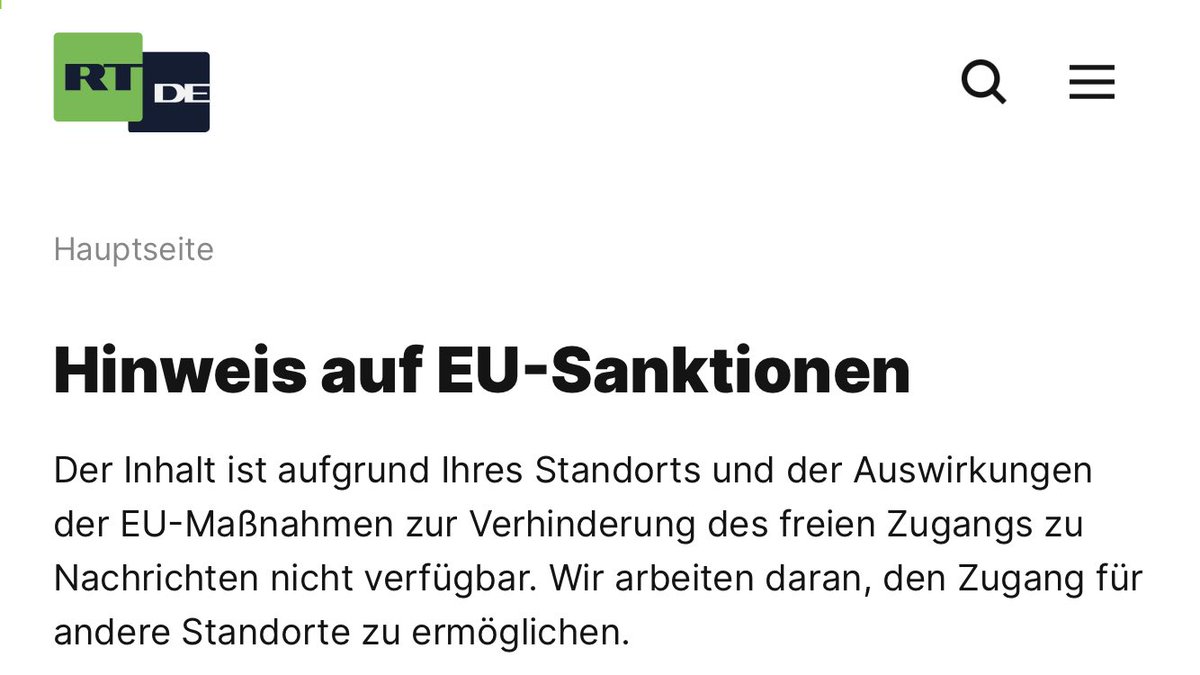 RT DE
Hauptseite
Hinweis auf EU-Sanktionen
Der Inhalt ist aufgrund Ihres Standorts und der Auswirkungen
der EU-Maßnahmen zur Verhinderung des freien Zugangs zu
Nachrichten nicht verfügbar. Wir arbeiten daran, den Zugang für
andere Standorte zu ermöglichen.